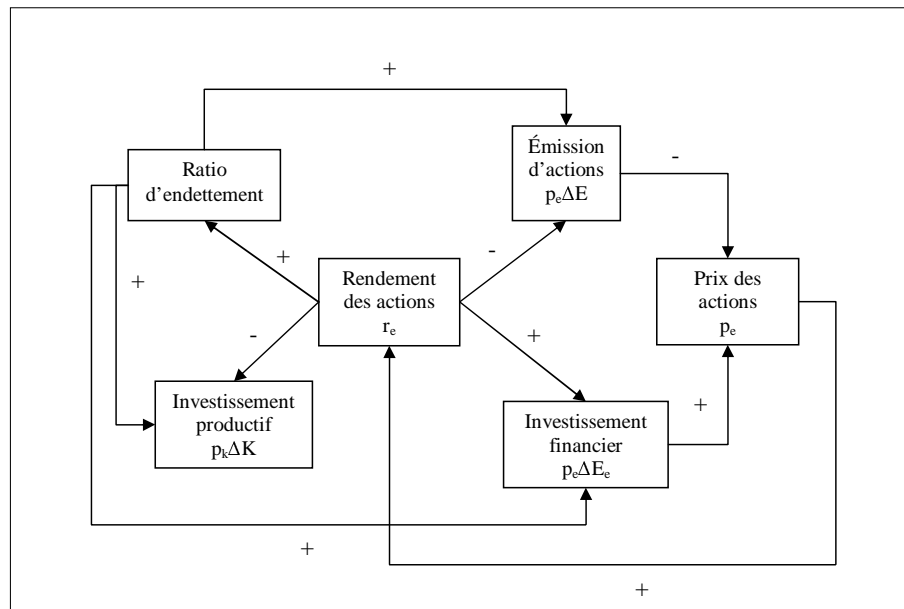 +
Émission
d'actions
pₑΔE
-
Ratio
d'endettement
+
-
+
Rendement
des actions
rₑ
Prix des
actions
pₑ
-
+
Investissement
productif
pₖΔK
+
Investissement
financier
pₑΔEₑ
+
+